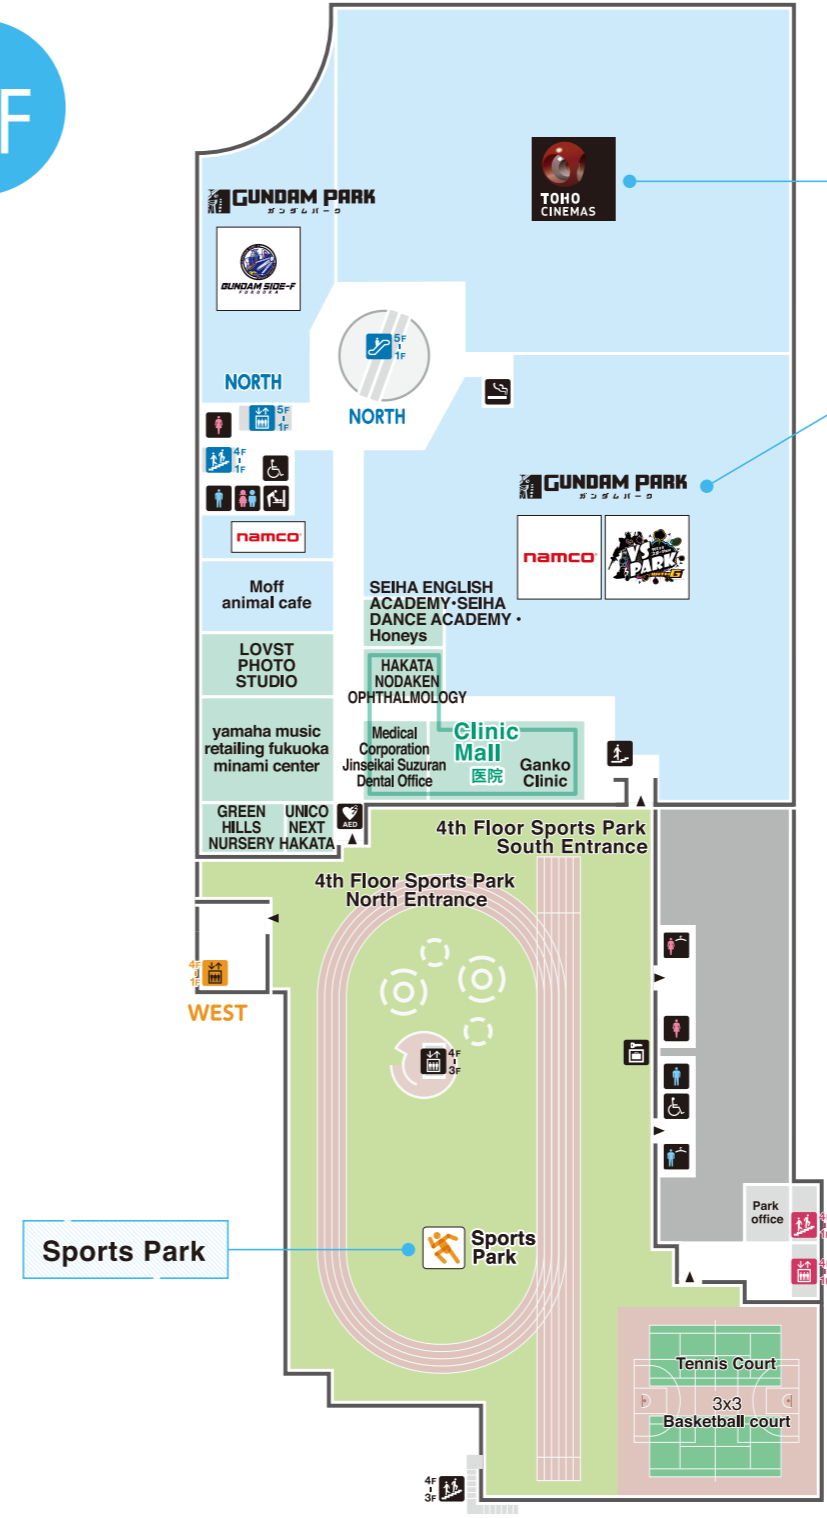 F
TOHO
CINEMAS
GUNDAM PARK
ガンダムパーク
GUNDAM SIDE-F
FUKUOKA
5F
1F
NORTH
NORTH
5F
1F
4F
1F
GUNDAM PARK
ガンダムパーク
namco
namco
VS
PARK
WITH G
Moff
animal cafe
SEIHA ENGLISH
ACADEMY・SEIHA
DANCE ACADEMY・
Honeys
LOVST
PHOTO
STUDIO
HAKATA
NODAKEN
OPHTHALMOLOGY
yamaha music
retailing fukuoka
minami center
Medical
Corporation
Jinseikai Suzuran
Dental Office
Clinic
Mall
医院
Ganko
Clinic
GREEN
HILLS
NURSERY
UNICO
NEXT
HAKATA
AED
4th Floor Sports Park
South Entrance
4th Floor Sports Park
North Entrance
4F
1F
WEST
4F
3F
Park
office
Sports Park
Sports
Park
Tennis Court
3x3
Basketball court
4F
3F